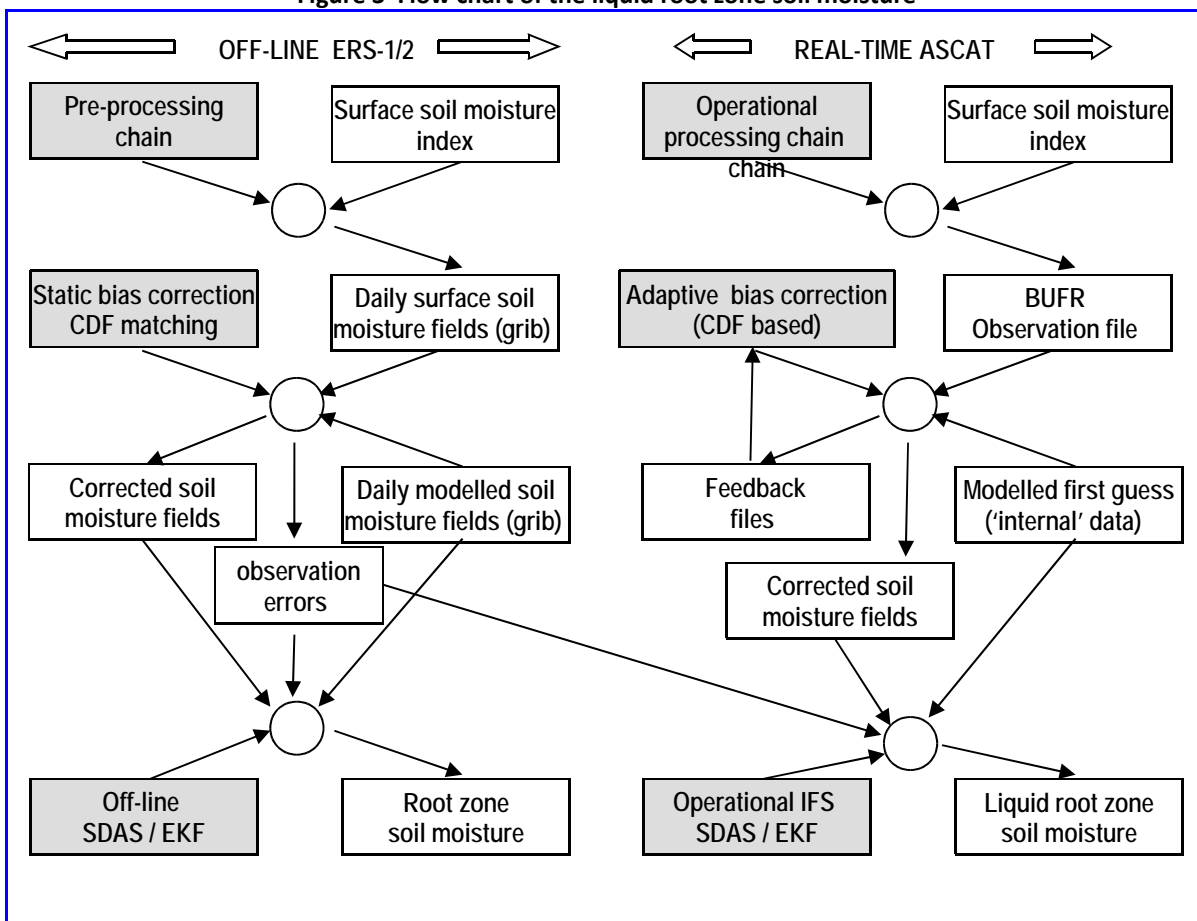 Figure 3 Flow chart of the liquid root zone soil moisture
OFF-LINE ERS-1/2
REAL-TIME ASCAT
Pre-processing
chain
Surface soil moisture
index
Operational
processing chain
chain
Surface soil moisture
index
Static bias correction
CDF matching
Daily surface soil
moisture fields (grib)
Adaptive bias correction
(CDF based)
BUFR
Observation file
Corrected soil
moisture fields
Daily modelled soil
moisture fields (grib)
Feedback
files
Modelled first guess
(‘internal’ data)
observation
errors
Corrected soil
moisture fields
Off-line
SDAS / EKF
Root zone
soil moisture
Operational IFS
SDAS / EKF
Liquid root zone
soil moisture